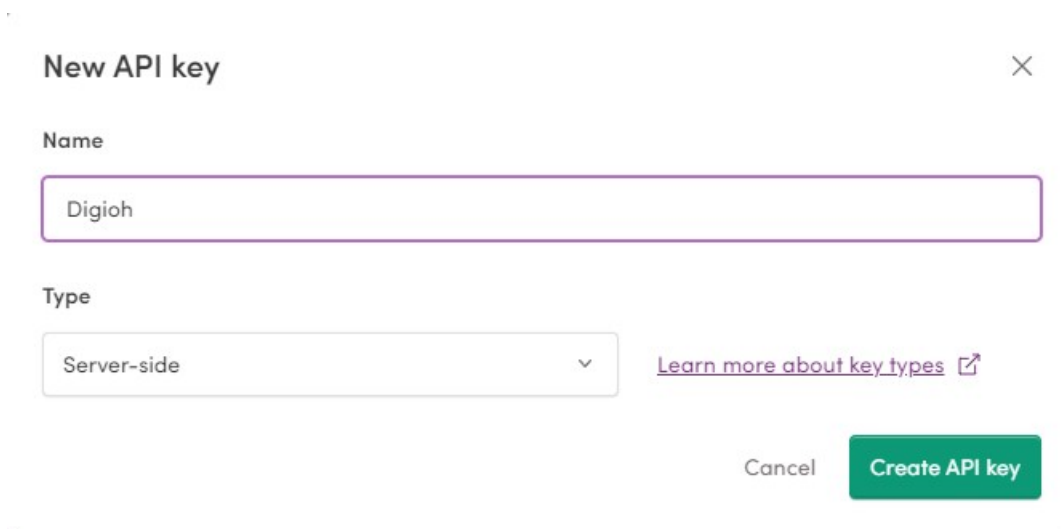 New API key
Name
Digioh
Type
Server-side
Learn more about key types
Cancel
Create API key